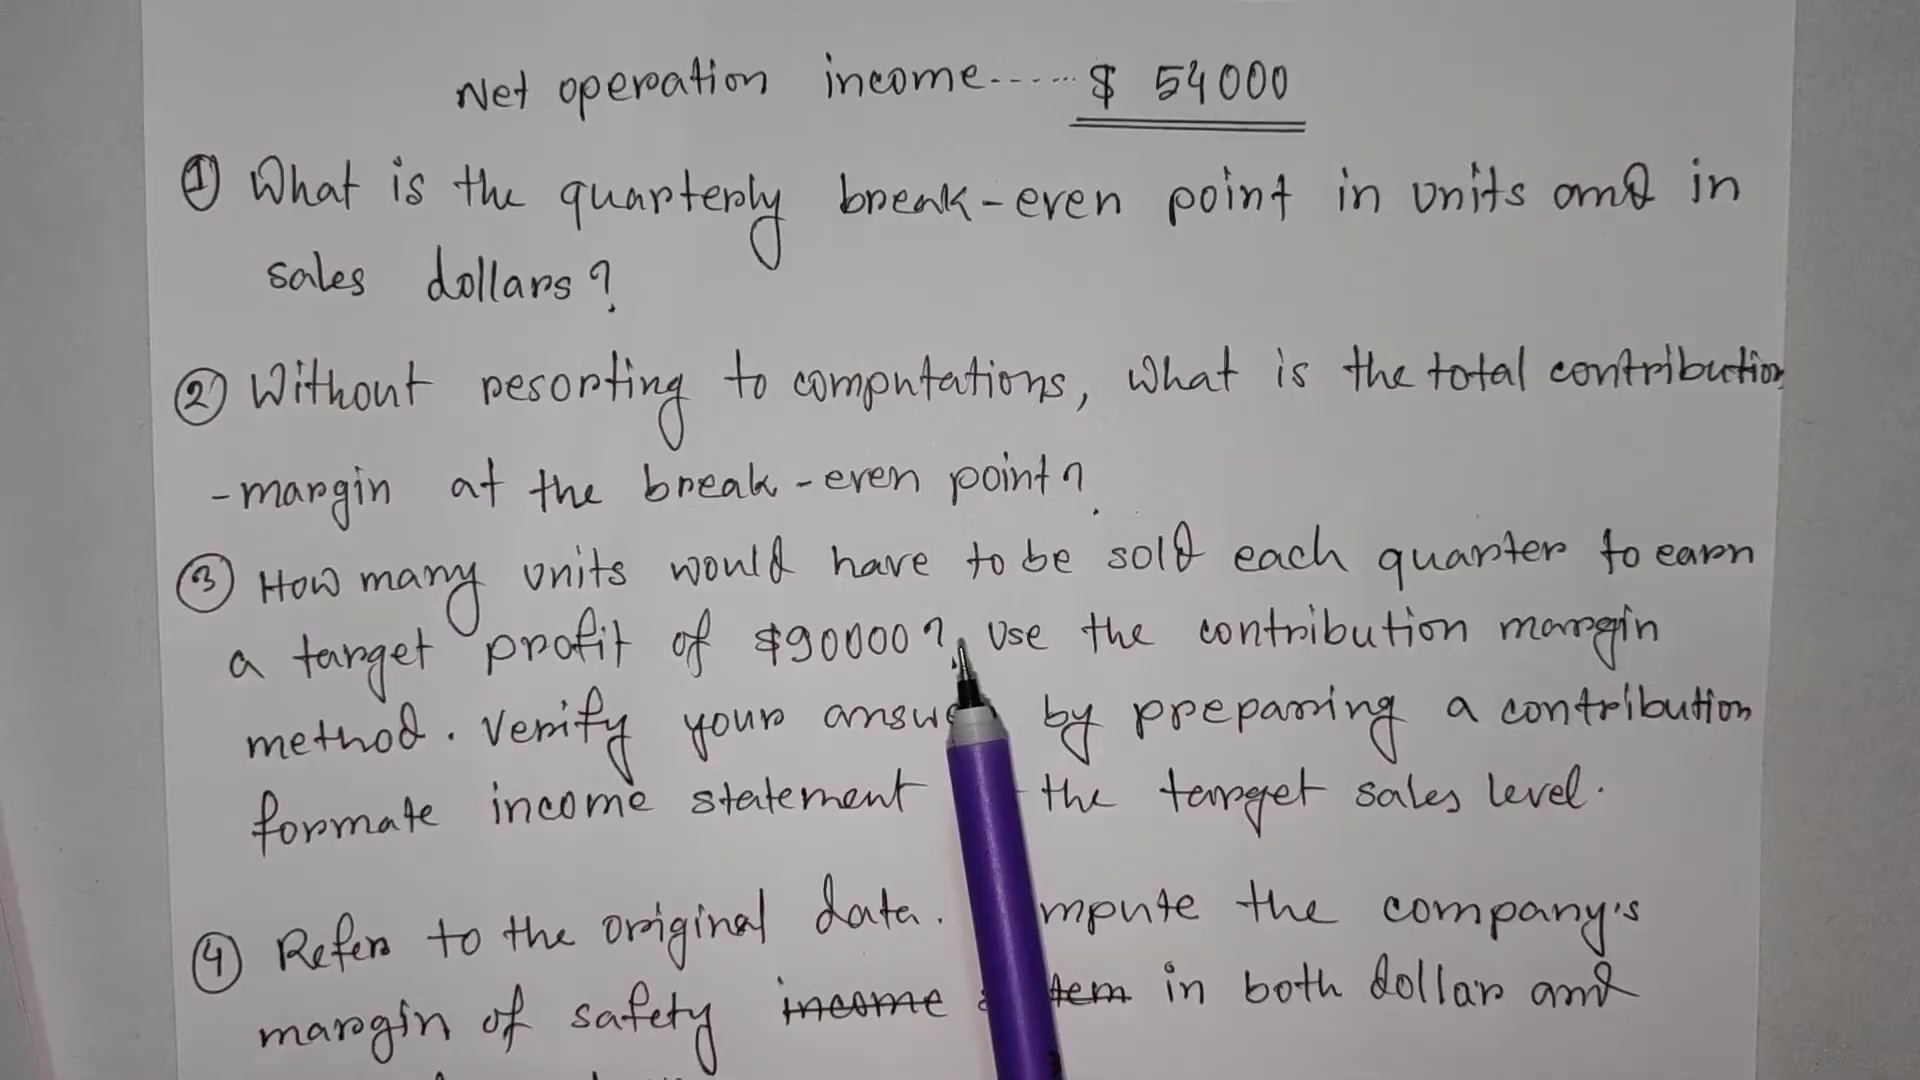 Net operation income------ $ 54000
① What is the quarterly break-even point in units and in
sales dollars?
② Without resorting to computations, what is the total contribution
-margin at the break-even point?
③ How many units would have to be sold each quarter to earn
a target profit of $90000? Use the contribution margin
method. Verify your answ by preparing a contribution
formate income statement the target sales level.
④ Refer to the original data. mpute the company's
margin of safety income in both dollar and